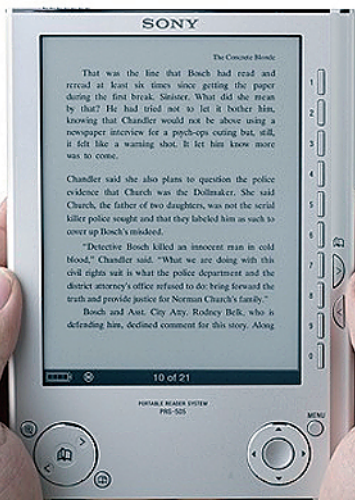 SONY
The Concrete Blonde
That was the line that Bosch had read and
reread at least six times since getting the paper
during the first break. Sinister. What did she mean
by that? He had tried not to let it bother him,
knowing that Chandler would not be above using a
newspaper interview for a psych-ops outing but, still,
it felt like a warning shot. It let him know more
was to come.
Chandler said she also plans to question the police
evidence that Church was the Dollmaker. She said
Church, the father of two daughters, was not the serial
killer police sought and that they labeled him as such to
cover up Bosch's misdeed.
"Detective Bosch killed an innocent man in cold
blood," Chandler said. "What we are doing with this
civil rights suit is what the police department and the
district attorney's office refused to do: bring forward the
truth and provide justice for Norman Church's family."
Bosch and Asst. City Atty. Rodney Belk, who is
defending him, declined comment for this story. Along
10 of 21
1
2
3
4
5
6
7
8
9
0
PORTABLE READER SYSTEM
PRS-505
MENU